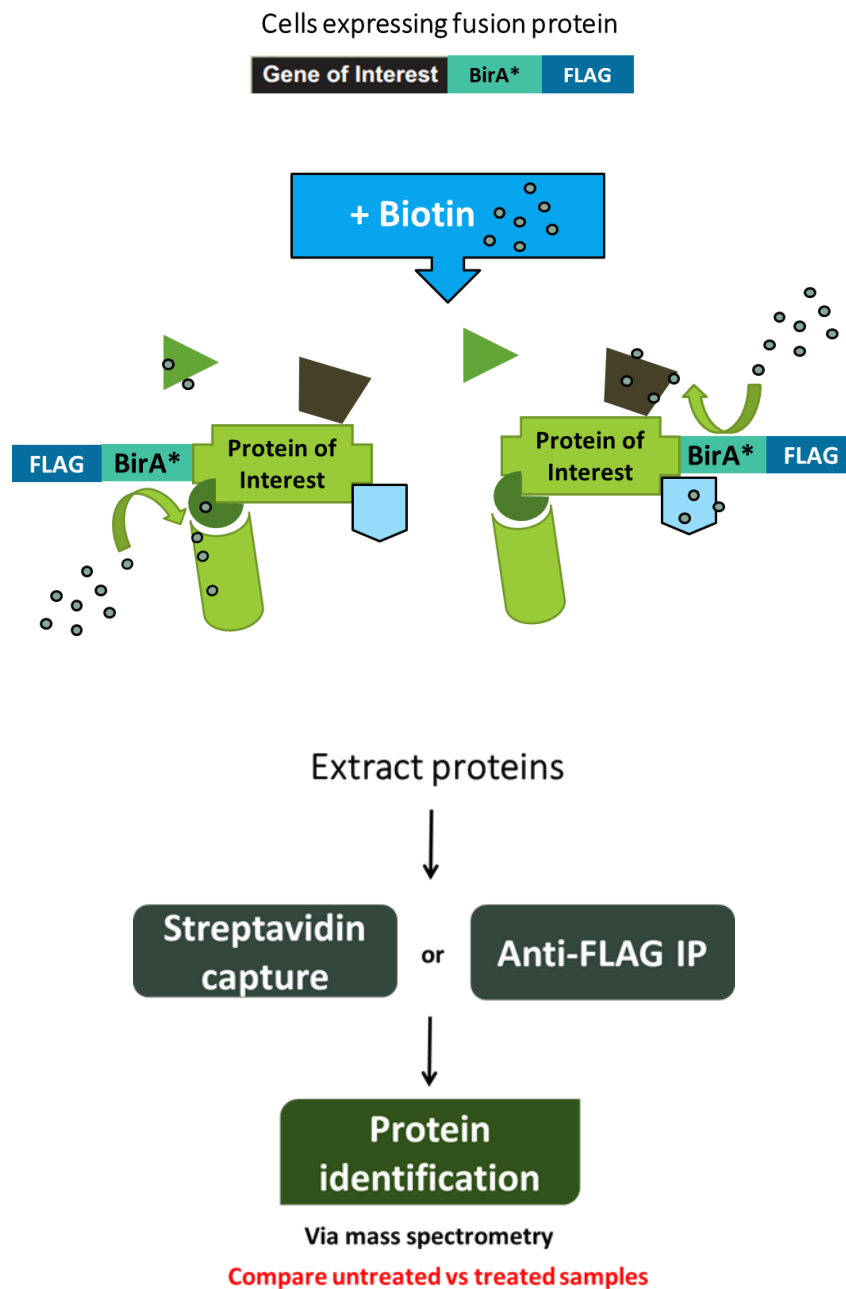 Cells expressing fusion protein
Gene of Interest BirA* FLAG
+ Biotin
FLAG BirA* Protein of
Interest
Protein of
Interest BirA* FLAG
Extract proteins
Streptavidin
capture
or
Anti-FLAG IP
Protein
identification
Via mass spectrometry
Compare untreated vs treated samples